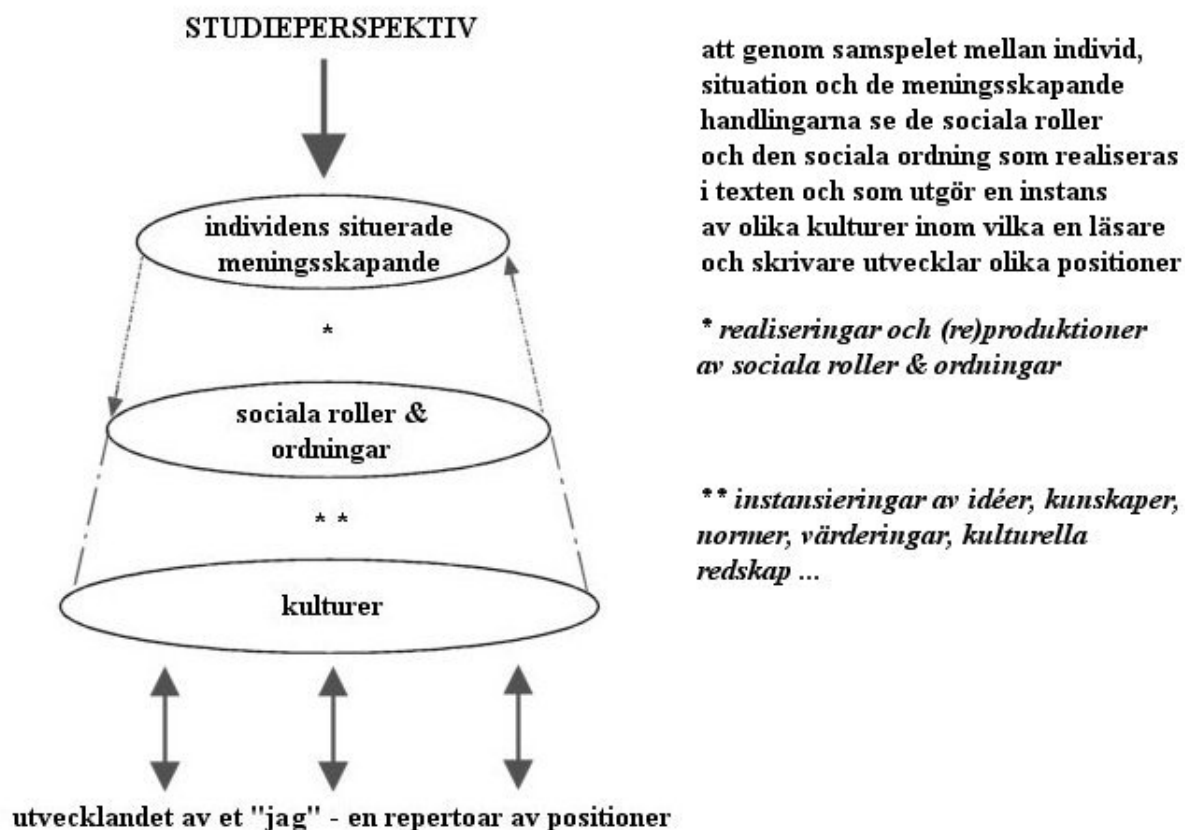 STUDIEPERSPEKTIV
individens situerade
meningsskapande
*
sociala roller &
ordningar
* *
kulturer
utvecklandet av et "jag" - en repertoar av positioner
att genom samspelet mellan individ,
situation och de meningsskapande
handlingarna se de sociala roller
och den sociala ordning som realiseras
i texten och som utgör en instans
av olika kulturer inom vilka en läsare
och skrivare utvecklar olika positioner
* realiseringar och (re)produktioner
av sociala roller & ordningar
** instansieringar av idéer, kunskaper,
normer, värderingar, kulturella
redskap ...